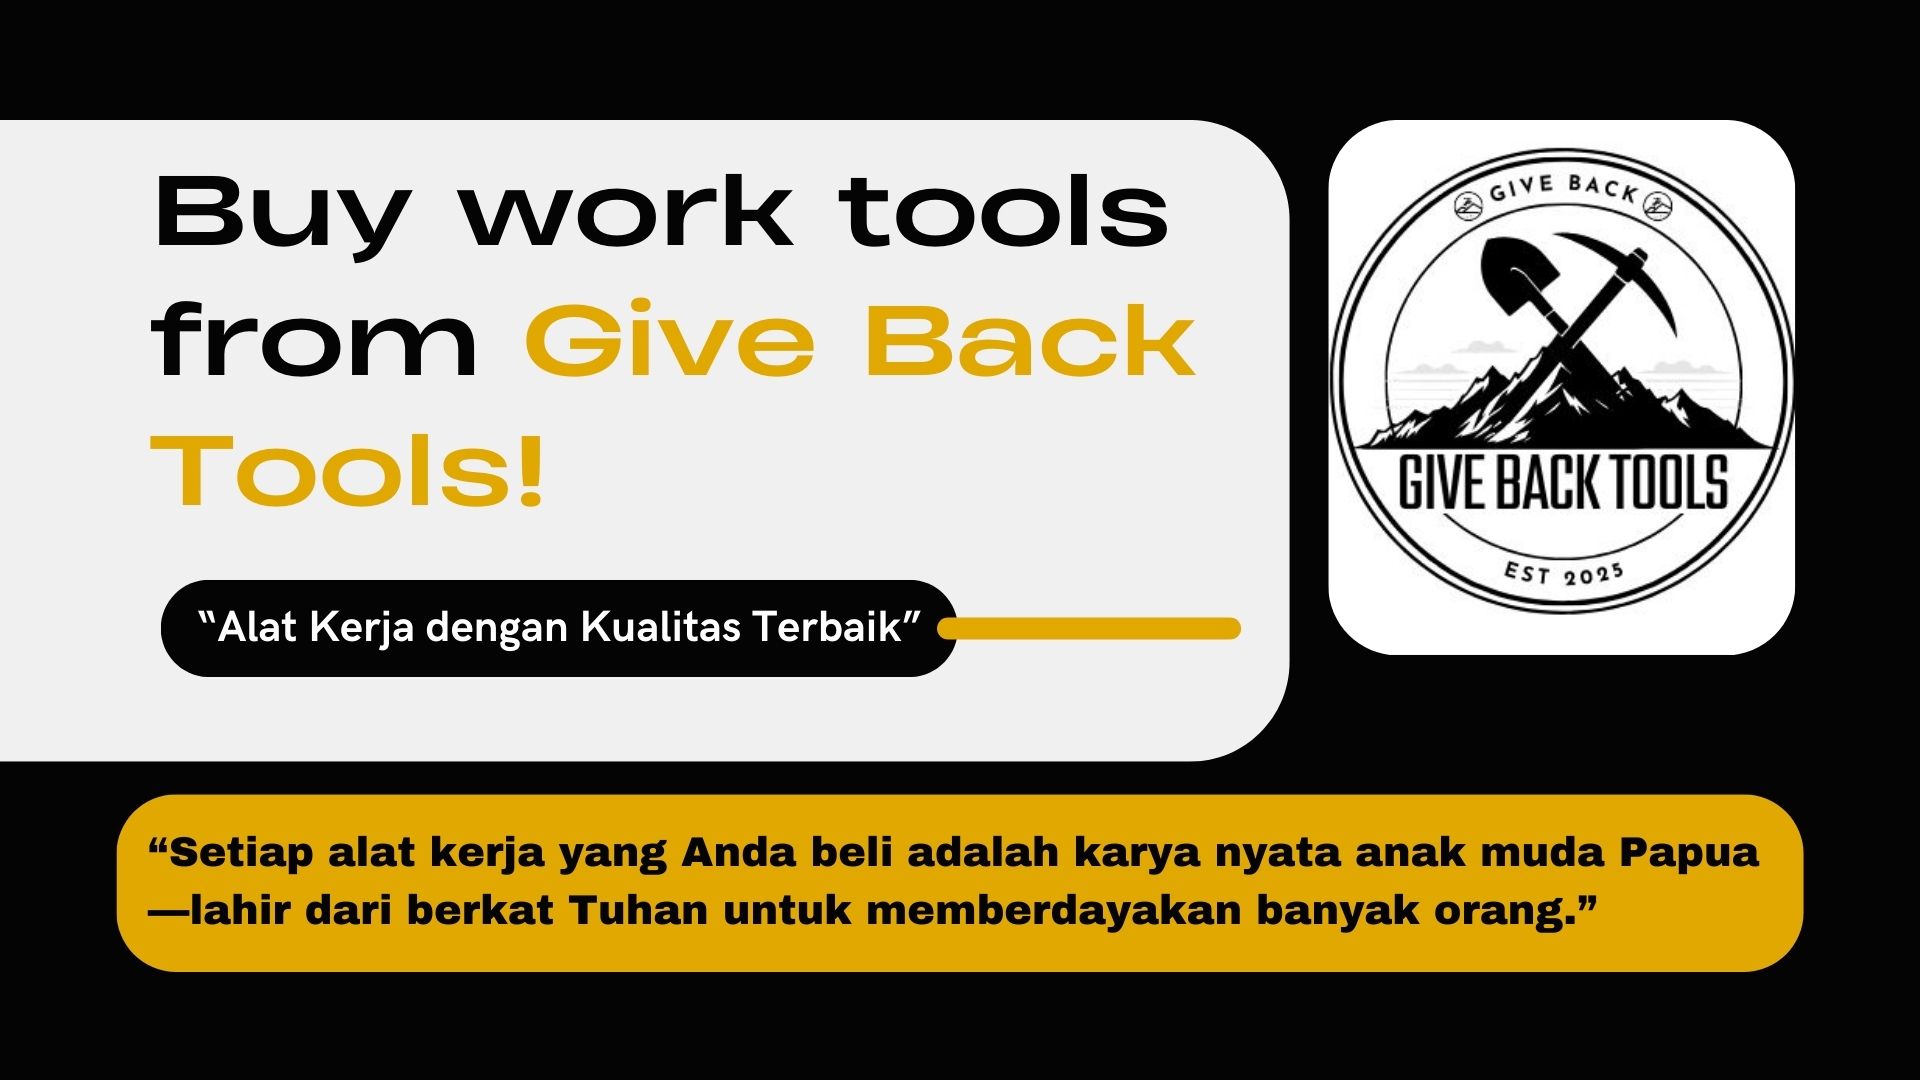 Buy work tools
from Give Back
Tools!
“Alat Kerja dengan Kualitas Terbaik”
GIVE BACK
GIVE BACK TOOLS
EST 2025
“Setiap alat kerja yang Anda beli adalah karya nyata anak muda Papua
—lahir dari berkat Tuhan untuk memberdayakan banyak orang.”